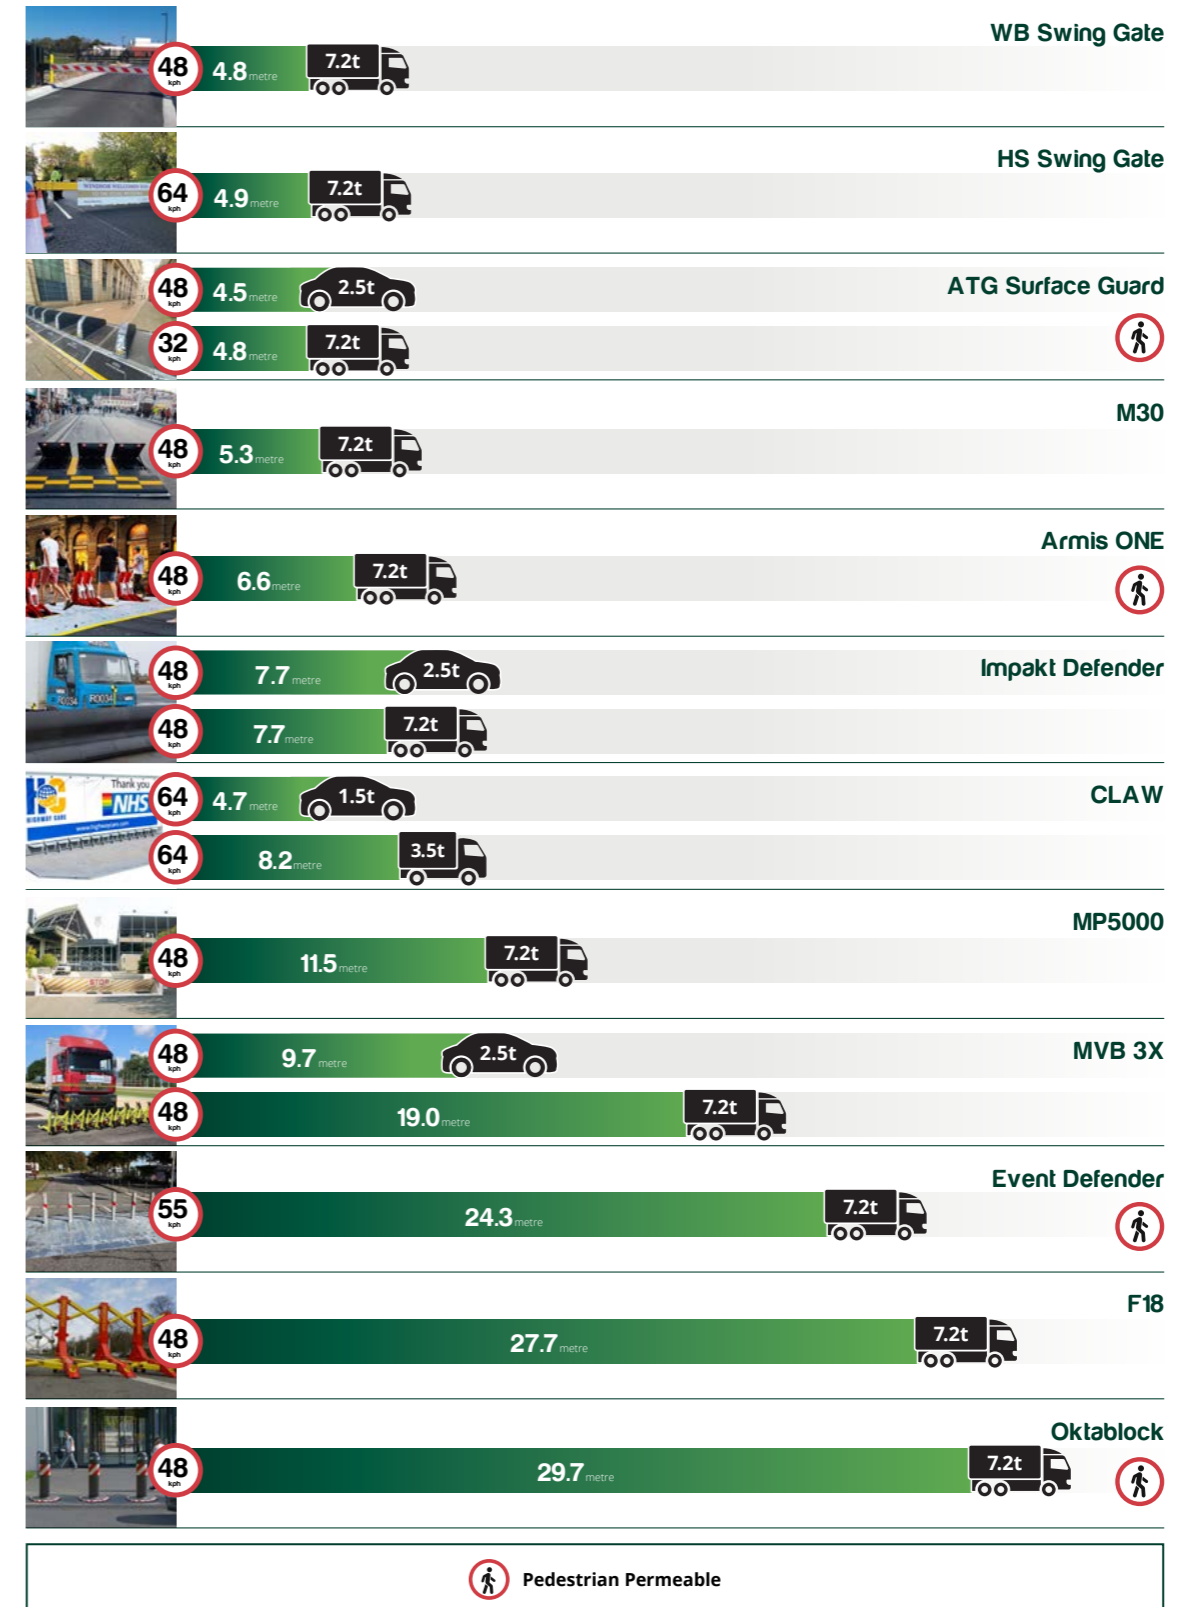 WB Swing Gate
48 kph 4.8 metre 7.2t
HS Swing Gate
64 kph 4.9 metre 7.2t
ATG Surface Guard
48 kph 4.5 metre 2.5t
32 kph 4.8 metre 7.2t
M30
48 kph 5.3 metre 7.2t
Armis ONE
48 kph 6.6 metre 7.2t
Impakt Defender
R0034 R0034
48 kph 7.7 metre 2.5t
48 kph 7.7 metre 7.2t
CLAW
Thank you
NHS
64 kph 4.7 metre 1.5t
64 kph 8.2 metre 3.5t
MP5000
48 kph 11.5 metre 7.2t
STOP
MVB 3X
48 kph 9.7 metre 2.5t
48 kph 19.0 metre 7.2t
Event Defender
55 kph 24.3 metre 7.2t
F18
48 kph 27.7 metre 7.2t
Oktablock
48 kph 29.7 metre 7.2t
Pedestrian Permeable